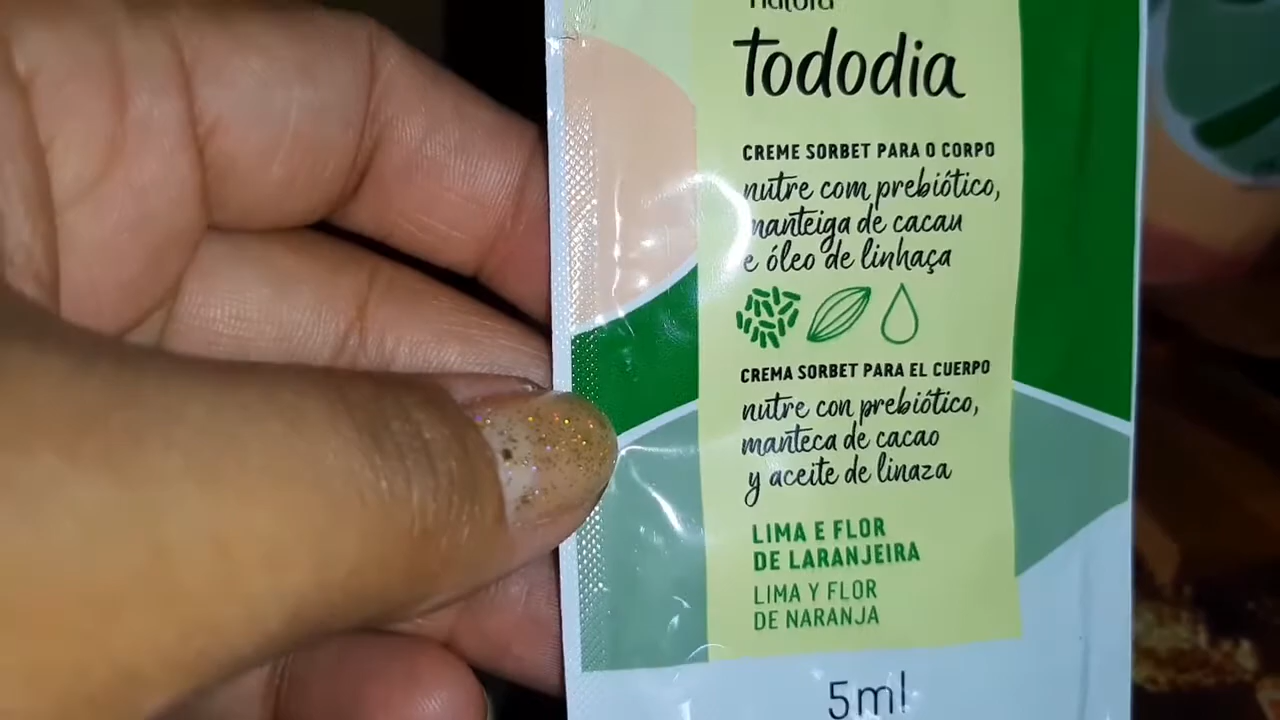 natura
tododia
CREME SORBET PARA O CORPO
nutre com prebiótico,
manteiga de cacau
e óleo de linhaça
CREMA SORBET PARA EL CUERPO
nutre con prebiótico,
manteca de cacao
y aceite de linaza
LIMA E FLOR
DE LARANJEIRA
LIMA Y FLOR
DE NARANJA
5ml